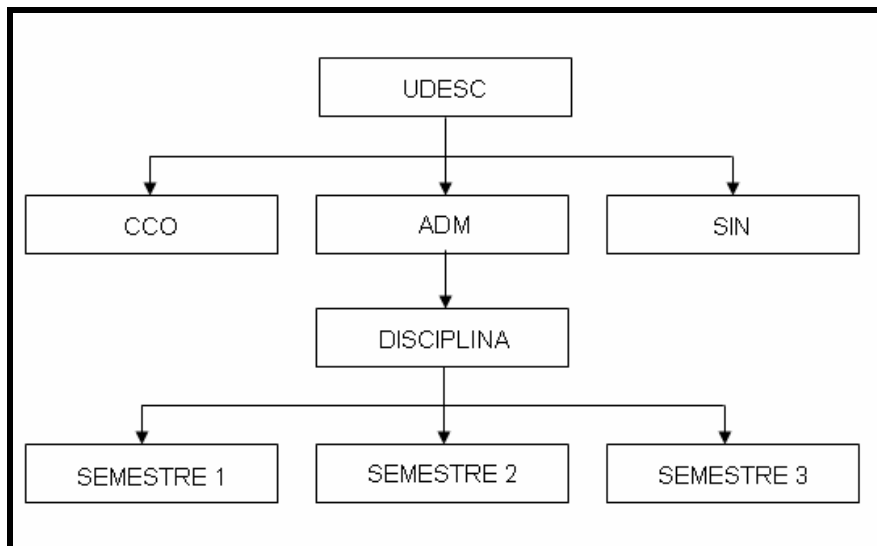 UDESC
CCO
ADM
SIN
DISCIPLINA
SEMESTRE 1
SEMESTRE 2
SEMESTRE 3